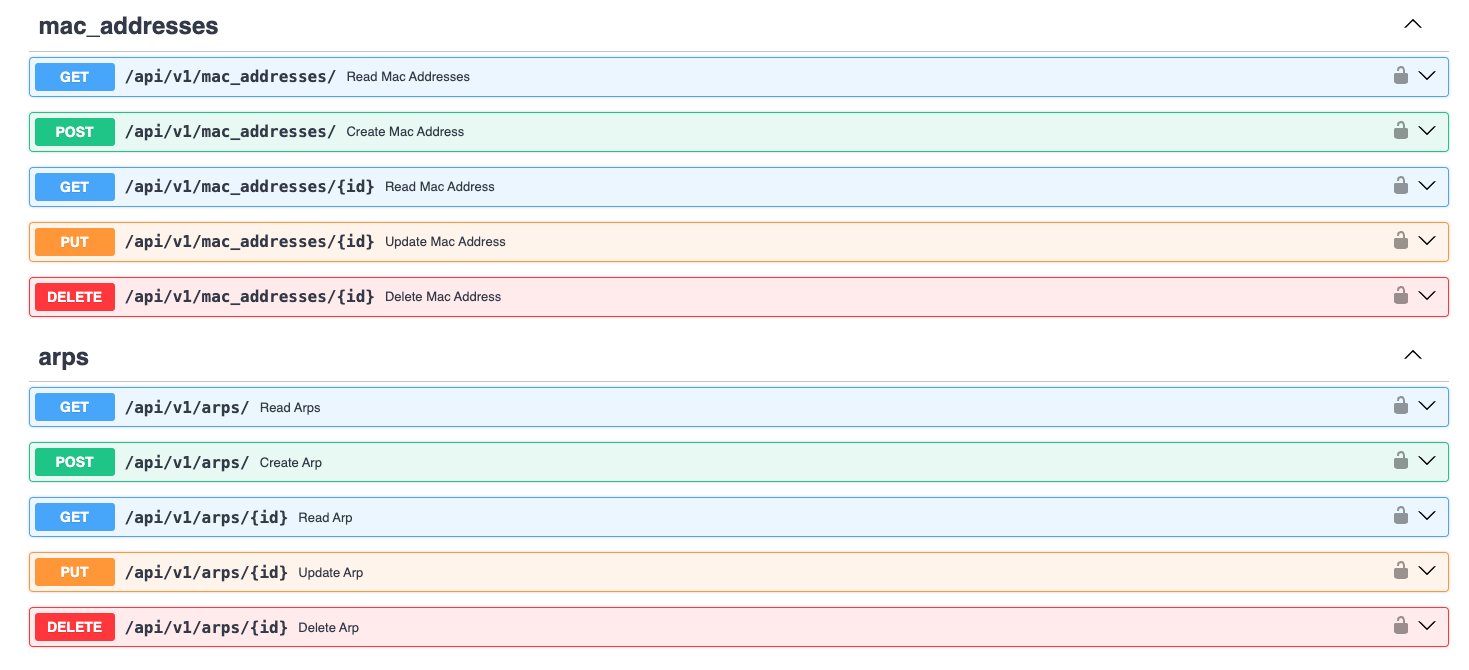 mac_addresses
GET /api/v1/mac_addresses/ Read Mac Addresses
POST /api/v1/mac_addresses/ Create Mac Address
GET /api/v1/mac_addresses/{id} Read Mac Address
PUT /api/v1/mac_addresses/{id} Update Mac Address
DELETE /api/v1/mac_addresses/{id} Delete Mac Address
arps
GET /api/v1/arps/ Read Arps
POST /api/v1/arps/ Create Arp
GET /api/v1/arps/{id} Read Arp
PUT /api/v1/arps/{id} Update Arp
DELETE /api/v1/arps/{id} Delete Arp